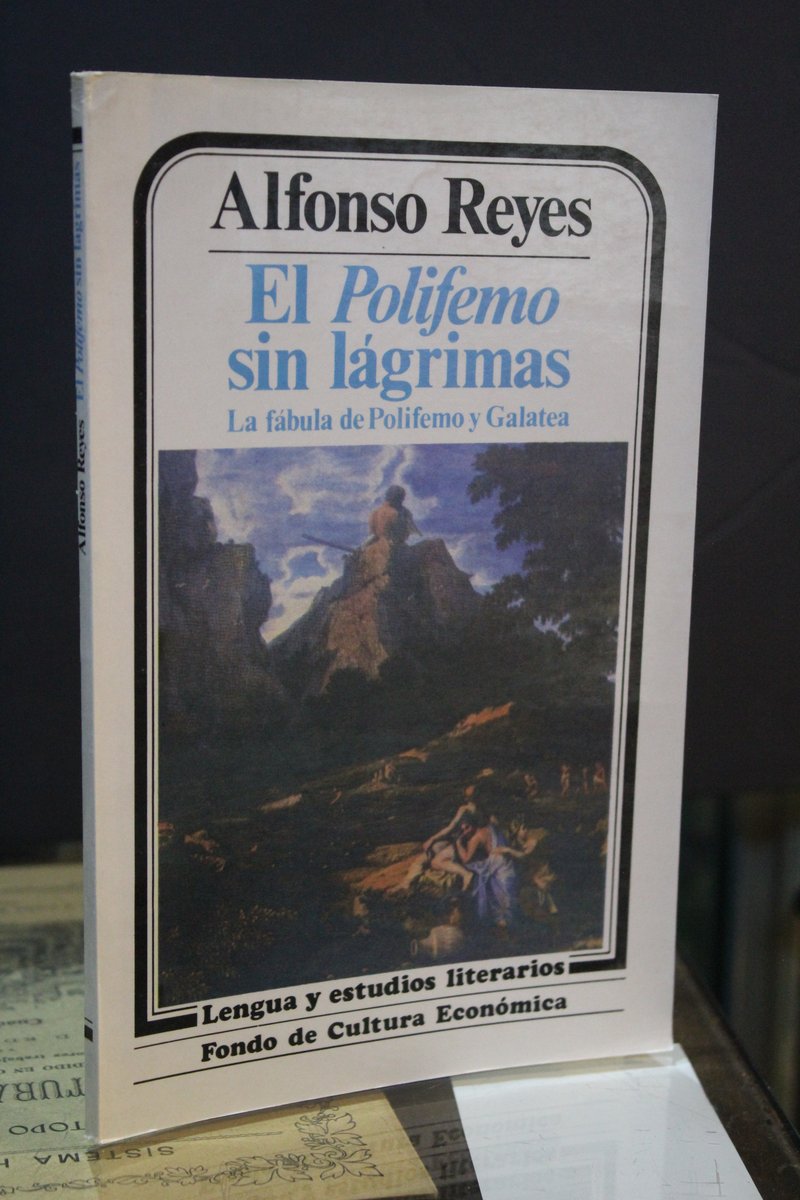 Alfonso Reyes
El Polifemo
sin lágrimas
La fábula de Polifemo y Galatea
Lengua y estudios literarios
Fondo de Cultura Económica
Alfonso Reyes El Polifemo sin lágrimas
SISTEMA